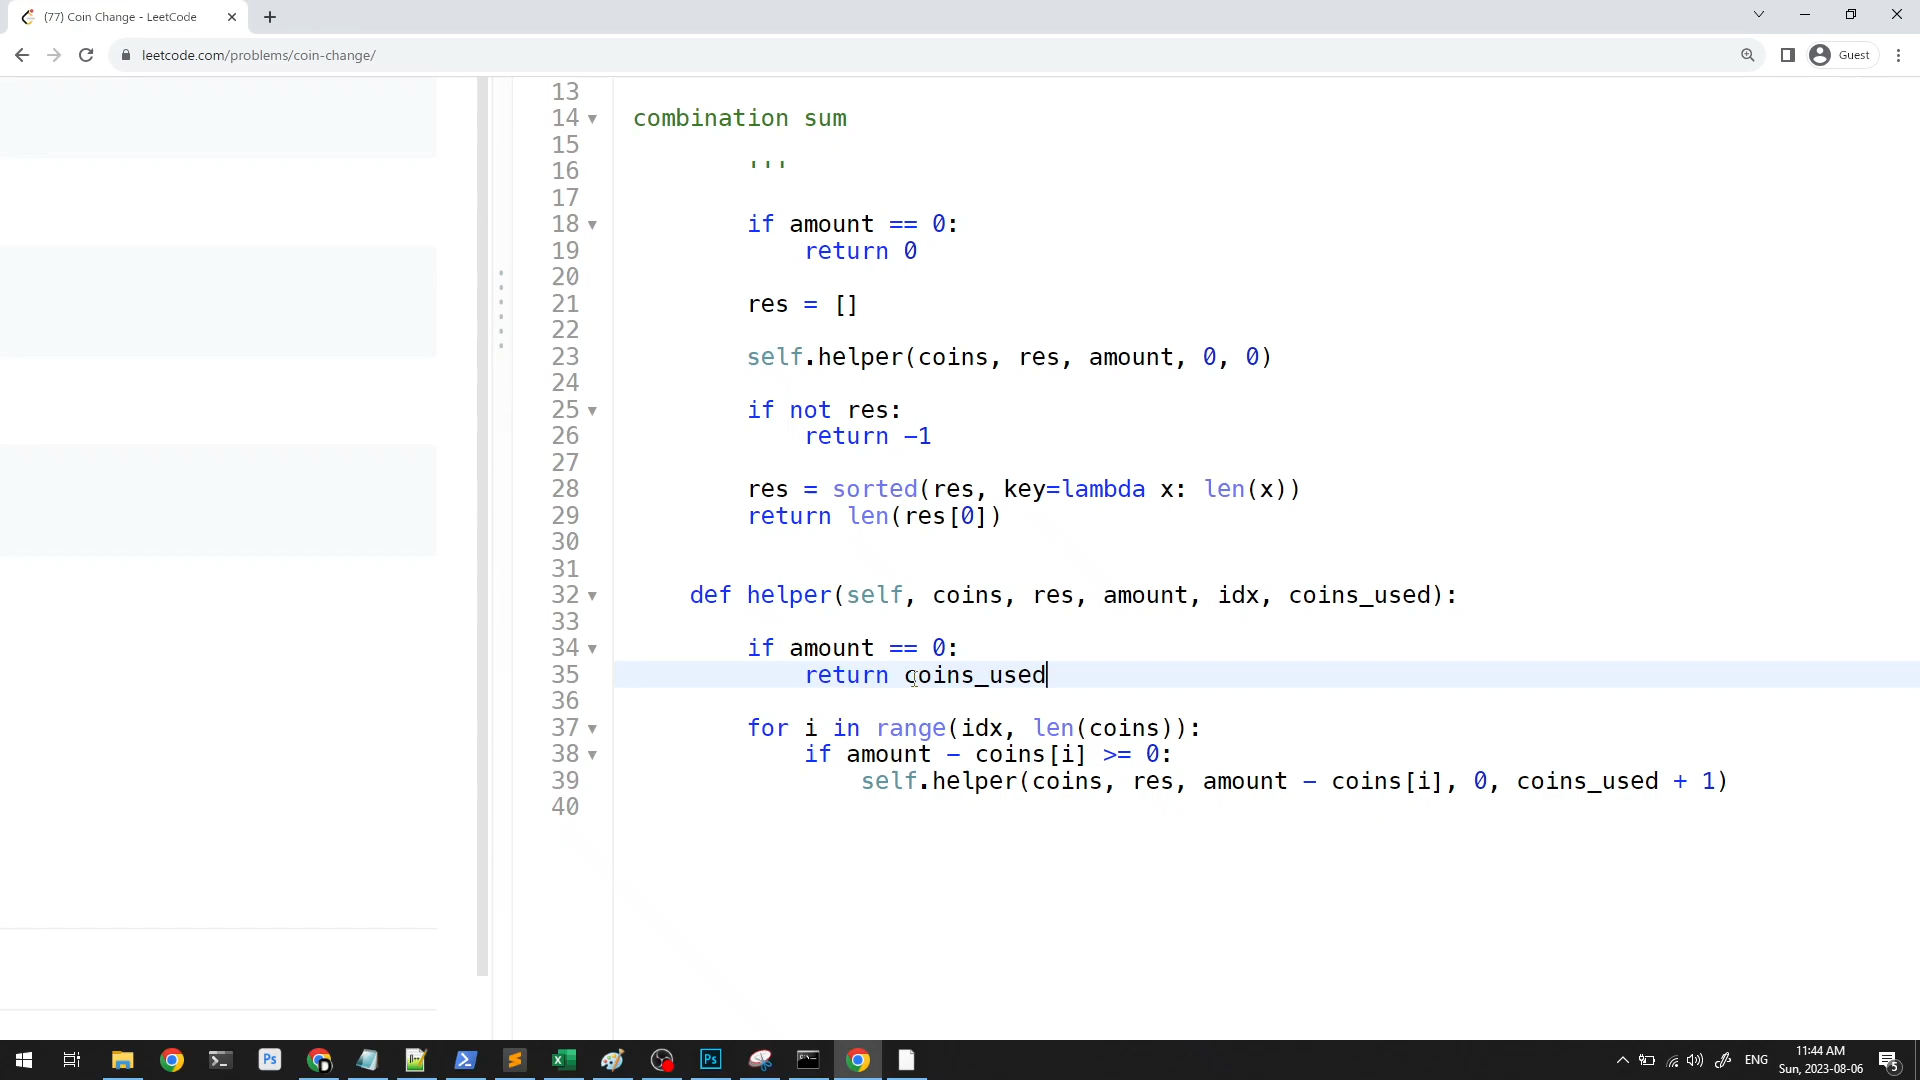 (77) Coin Change - LeetCode
leetcode.com/problems/coin-change/
Guest
13
14 combination sum
15
16 '''
17
18 if amount == 0:
19 return 0
20
21 res = []
22
23 self.helper(coins, res, amount, 0, 0)
24
25 if not res:
26 return -1
27
28 res = sorted(res, key=lambda x: len(x))
29 return len(res[0])
30
31
32 def helper(self, coins, res, amount, idx, coins_used):
33
34 if amount == 0:
35 return coins_used
36
37 for i in range(idx, len(coins)):
38 if amount - coins[i] >= 0:
39 self.helper(coins, res, amount - coins[i], 0, coins_used + 1)
40
Ps
D
Ps
ENG
11:44 AM
Sun, 2023-08-06
5